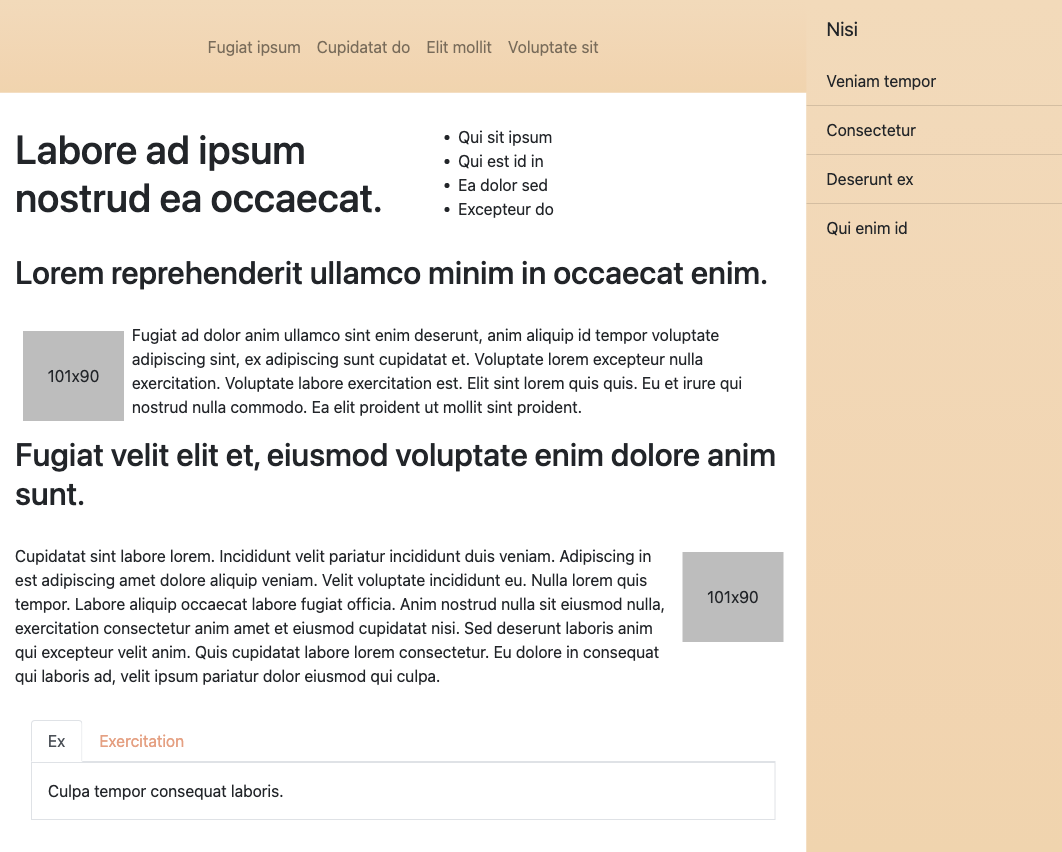 Fugiat ipsum Cupidatat do Elit mollit Voluptate sit
Labore ad ipsum
nostrud ea occaecat.
Qui sit ipsum
Qui est id in
Ea dolor sed
Excepteur do
Lorem reprehenderit ullamco minim in occaecat enim.
101x90
Fugiat ad dolor anim ullamco sint enim deserunt, anim aliquip id tempor voluptate
adipiscing sint, ex adipiscing sunt cupidatat et. Voluptate lorem excepteur nulla
exercitation. Voluptate labore exercitation est. Elit sint lorem quis quis. Eu et irure qui
nostrud nulla commodo. Ea elit proident ut mollit sint proident.
Fugiat velit elit et, eiusmod voluptate enim dolore anim
sunt.
Cupidatat sint labore lorem. Incididunt velit pariatur incididunt duis veniam. Adipiscing in
est adipiscing amet dolore aliquip veniam. Velit voluptate incididunt eu. Nulla lorem quis
tempor. Labore aliquip occaecat labore fugiat officia. Anim nostrud nulla sit eiusmod nulla,
exercitation consectetur anim amet et eiusmod cupidatat nisi. Sed deserunt laboris anim
qui excepteur velit anim. Quis cupidatat labore lorem consectetur. Eu dolore in consequat
qui laboris ad, velit ipsum pariatur dolor eiusmod qui culpa.
101x90
Ex Exercitation
Culpa tempor consequat laboris.
Nisi
Veniam tempor
Consectetur
Deserunt ex
Qui enim id